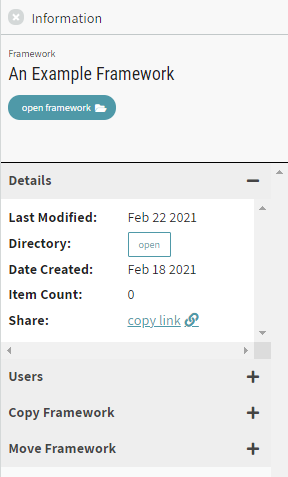 Information
Framework
An Example Framework
open framework
Details
Last Modified: Feb 22 2021
Directory: open
Date Created: Feb 18 2021
Item Count: 0
Share: copy link
Users
Copy Framework
Move Framework